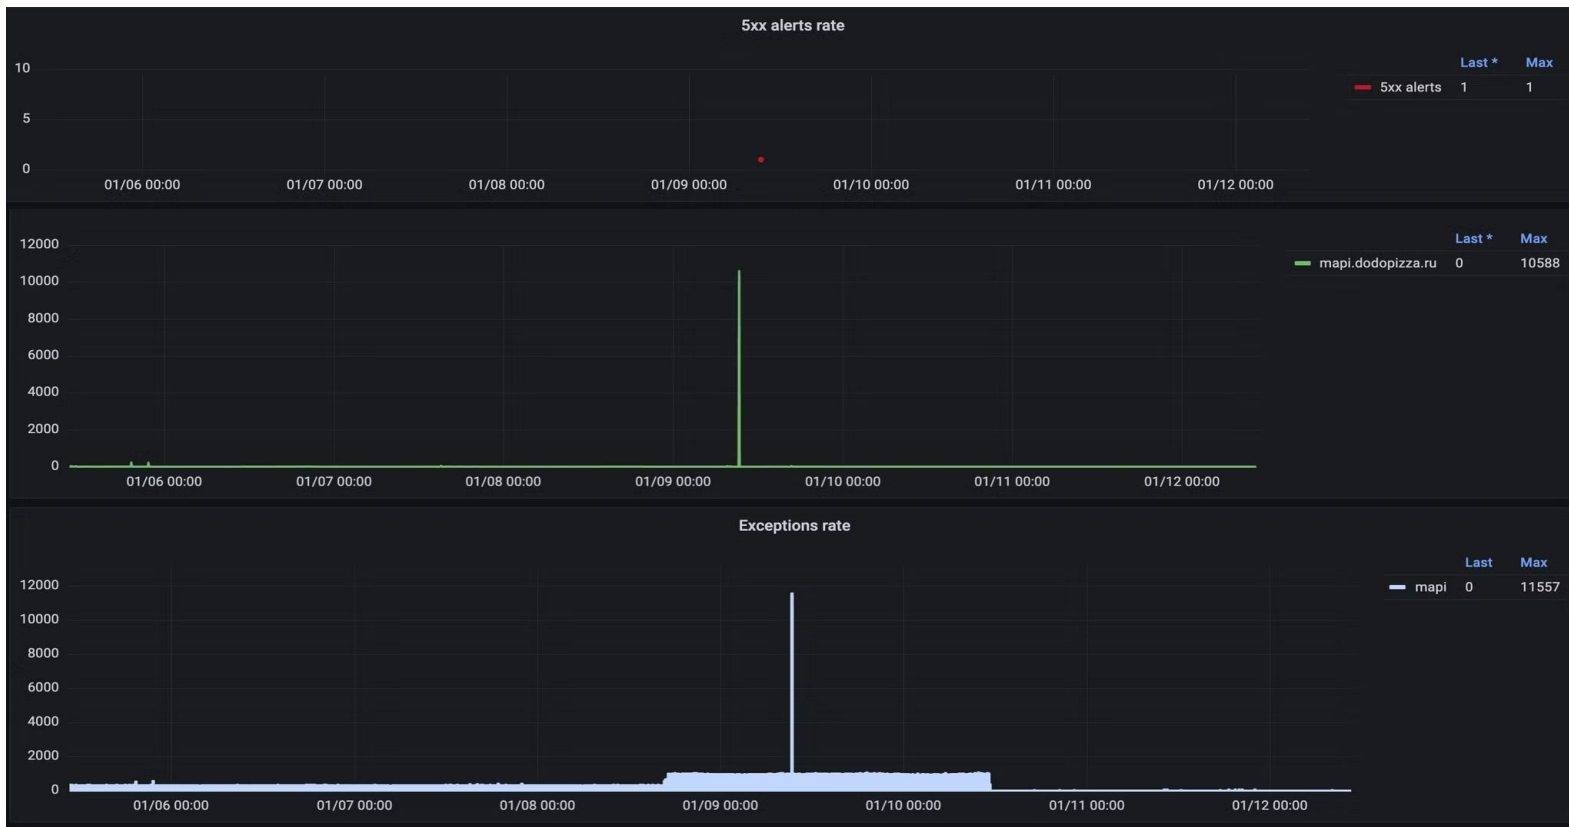 5xx alerts rate
Last * Max
5xx alerts 1 1
10
5
0
01/06 00:00 01/07 00:00 01/08 00:00 01/09 00:00 01/10 00:00 01/11 00:00 01/12 00:00
Last * Max
mapi.dodopizza.ru 0 10588
12000
10000
8000
6000
4000
2000
0
01/06 00:00 01/07 00:00 01/08 00:00 01/09 00:00 01/10 00:00 01/11 00:00 01/12 00:00
Exceptions rate
Last Max
mapi 0 11557
12000
10000
8000
6000
4000
2000
0
01/06 00:00 01/07 00:00 01/08 00:00 01/09 00:00 01/10 00:00 01/11 00:00 01/12 00:00